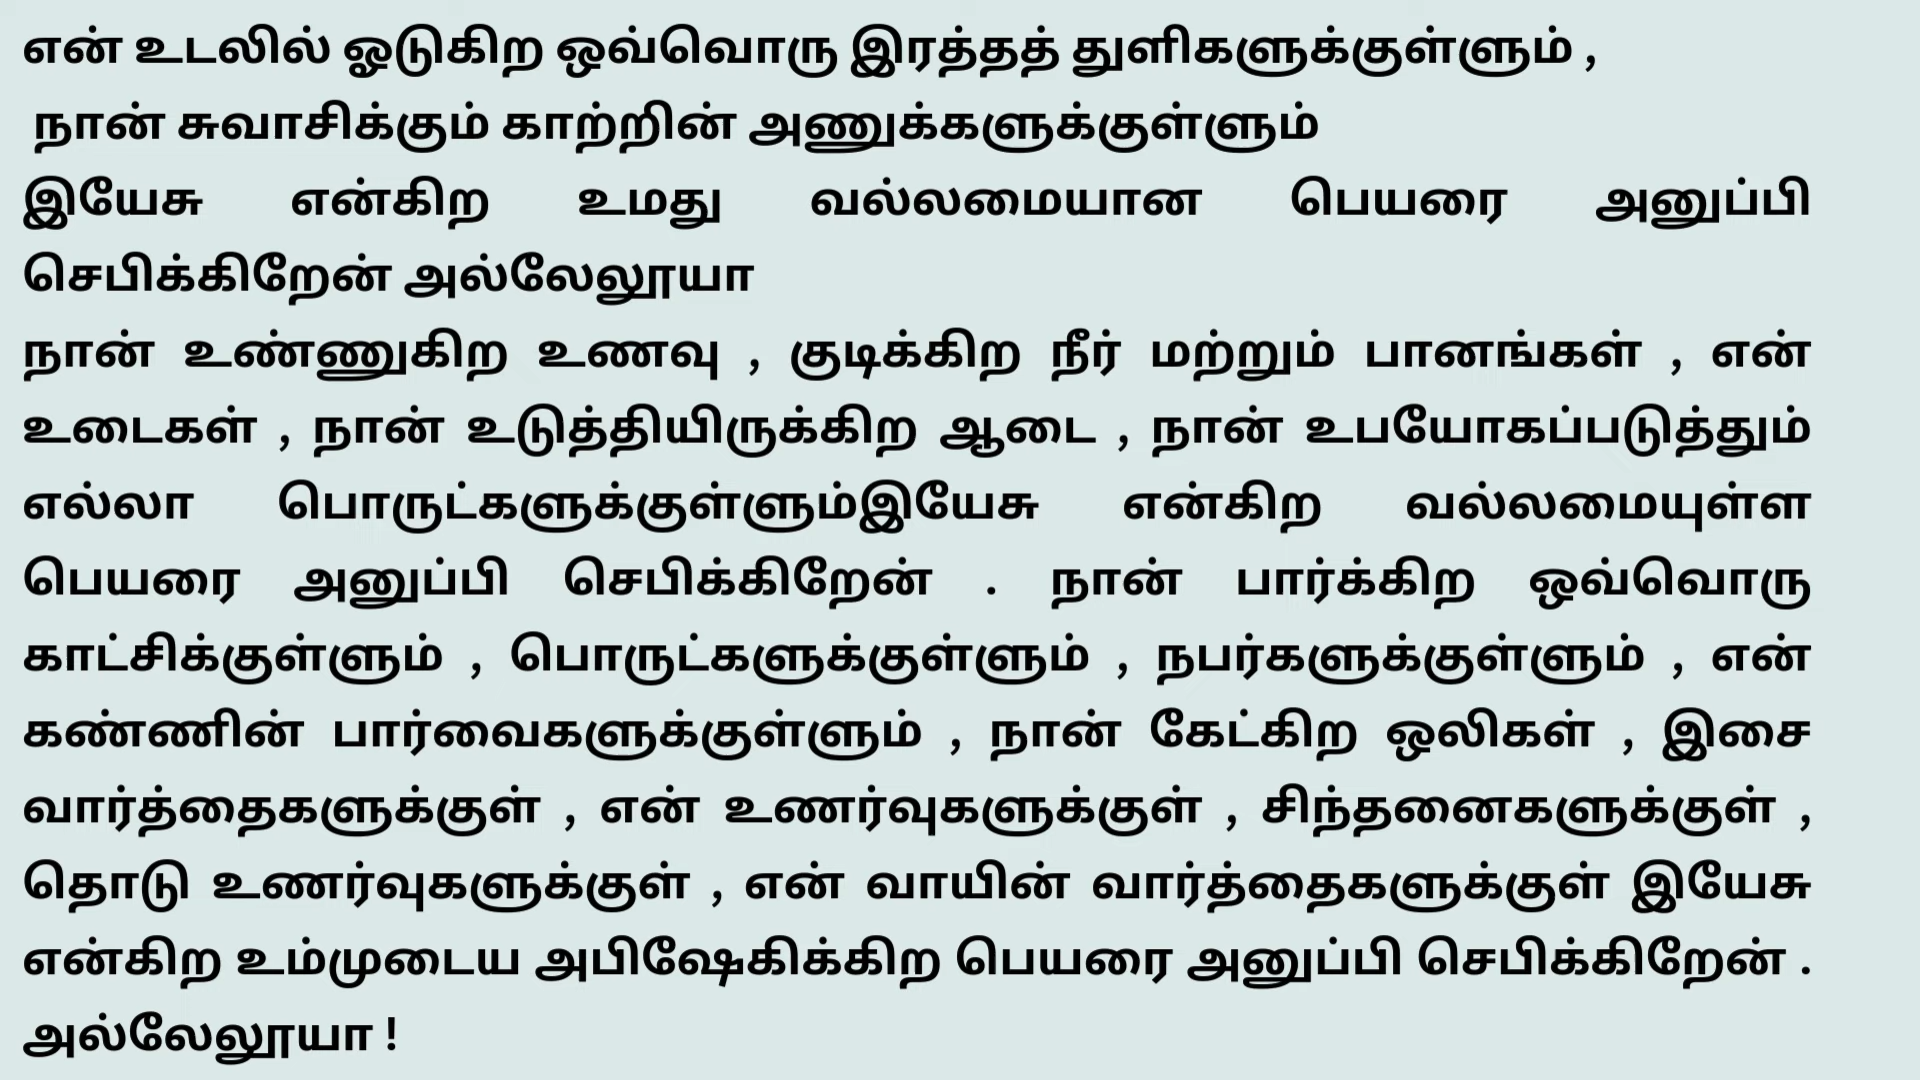 என் உடலில் ஓடுகிற ஒவ்வொரு இரத்தத் துளிகளுக்குள்ளும் ,
நான் சுவாசிக்கும் காற்றின் அணுக்களுக்குள்ளும்
இயேசு என்கிற உமது வல்லமையான பெயரை அனுப்பி
செபிக்கிறேன் அல்லேலூயா
நான் உண்ணுகிற உணவு , குடிக்கிற நீர் மற்றும் பானங்கள் , என்
உடைகள் , நான் உடுத்தியிருக்கிற ஆடை , நான் உபயோகப்படுத்தும்
எல்லா பொருட்களுக்குள்ளும்இயேசு என்கிற வல்லமையுள்ள
பெயரை அனுப்பி செபிக்கிறேன் . நான் பார்க்கிற ஒவ்வொரு
காட்சிக்குள்ளும் , பொருட்களுக்குள்ளும் , நபர்களுக்குள்ளும் , என்
கண்ணின் பார்வைகளுக்குள்ளும் , நான் கேட்கிற ஒலிகள் , இசை
வார்த்தைகளுக்குள் , என் உணர்வுகளுக்குள் , சிந்தனைகளுக்குள் ,
தொடு உணர்வுகளுக்குள் , என் வாயின் வார்த்தைகளுக்குள் இயேசு
என்கிற உம்முடைய அபிஷேகிக்கிற பெயரை அனுப்பி செபிக்கிறேன் .
அல்லேலூயா !